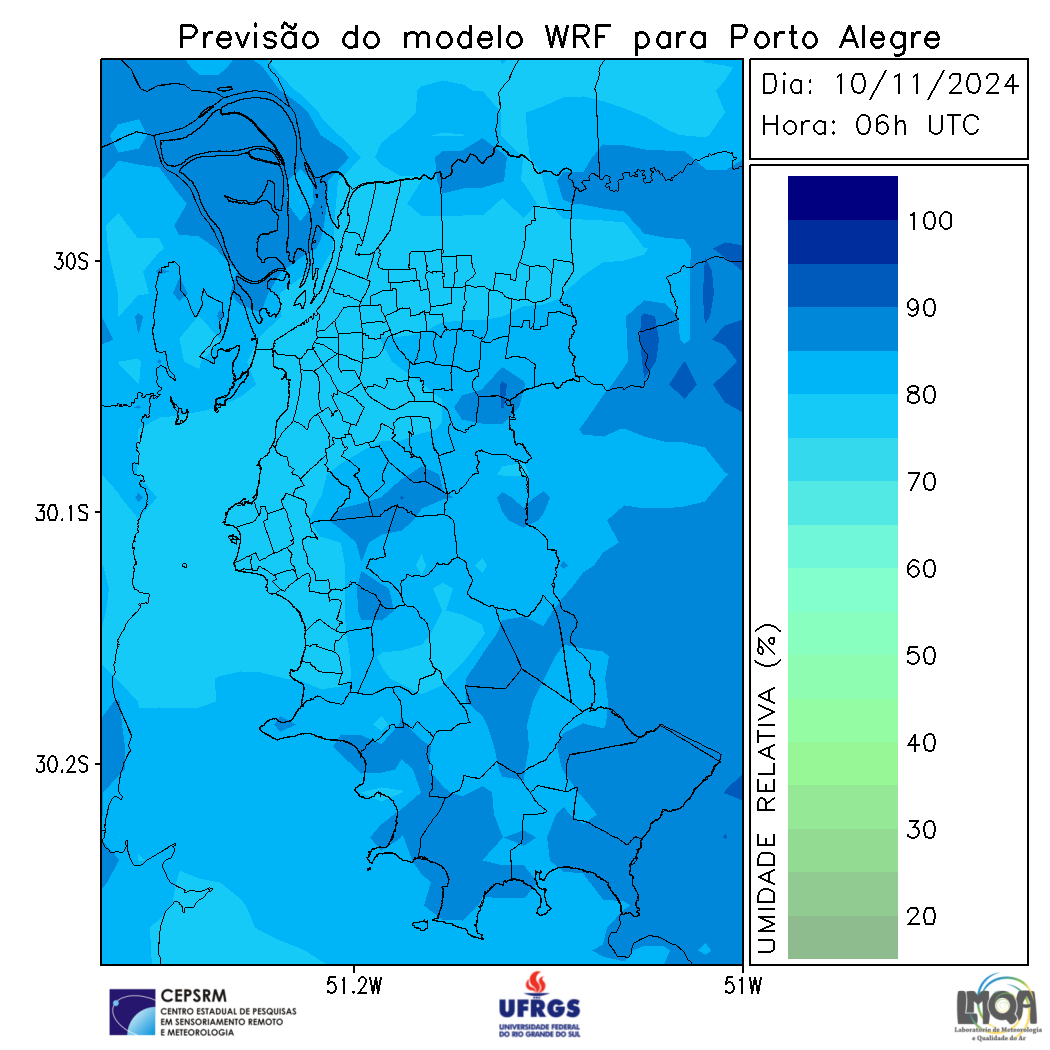 Previsão do modelo WRF para Porto Alegre
Dia: 10/11/2024
Hora: 06h UTC
100
90
80
70
60
50
40
30
20
UMIDADE RELATIVA (%)
30S
30.1S
30.2S
51.2W
51W
CEPSRM
CENTRO ESTADUAL DE PESQUISAS
EM SENSORIAMENTO REMOTO
E METEOROLOGIA
UFRGS
UNIVERSIDADE FEDERAL
DO RIO GRANDE DO SUL
LMQA
Laboratório de Meteorologia
e Qualidade do Ar